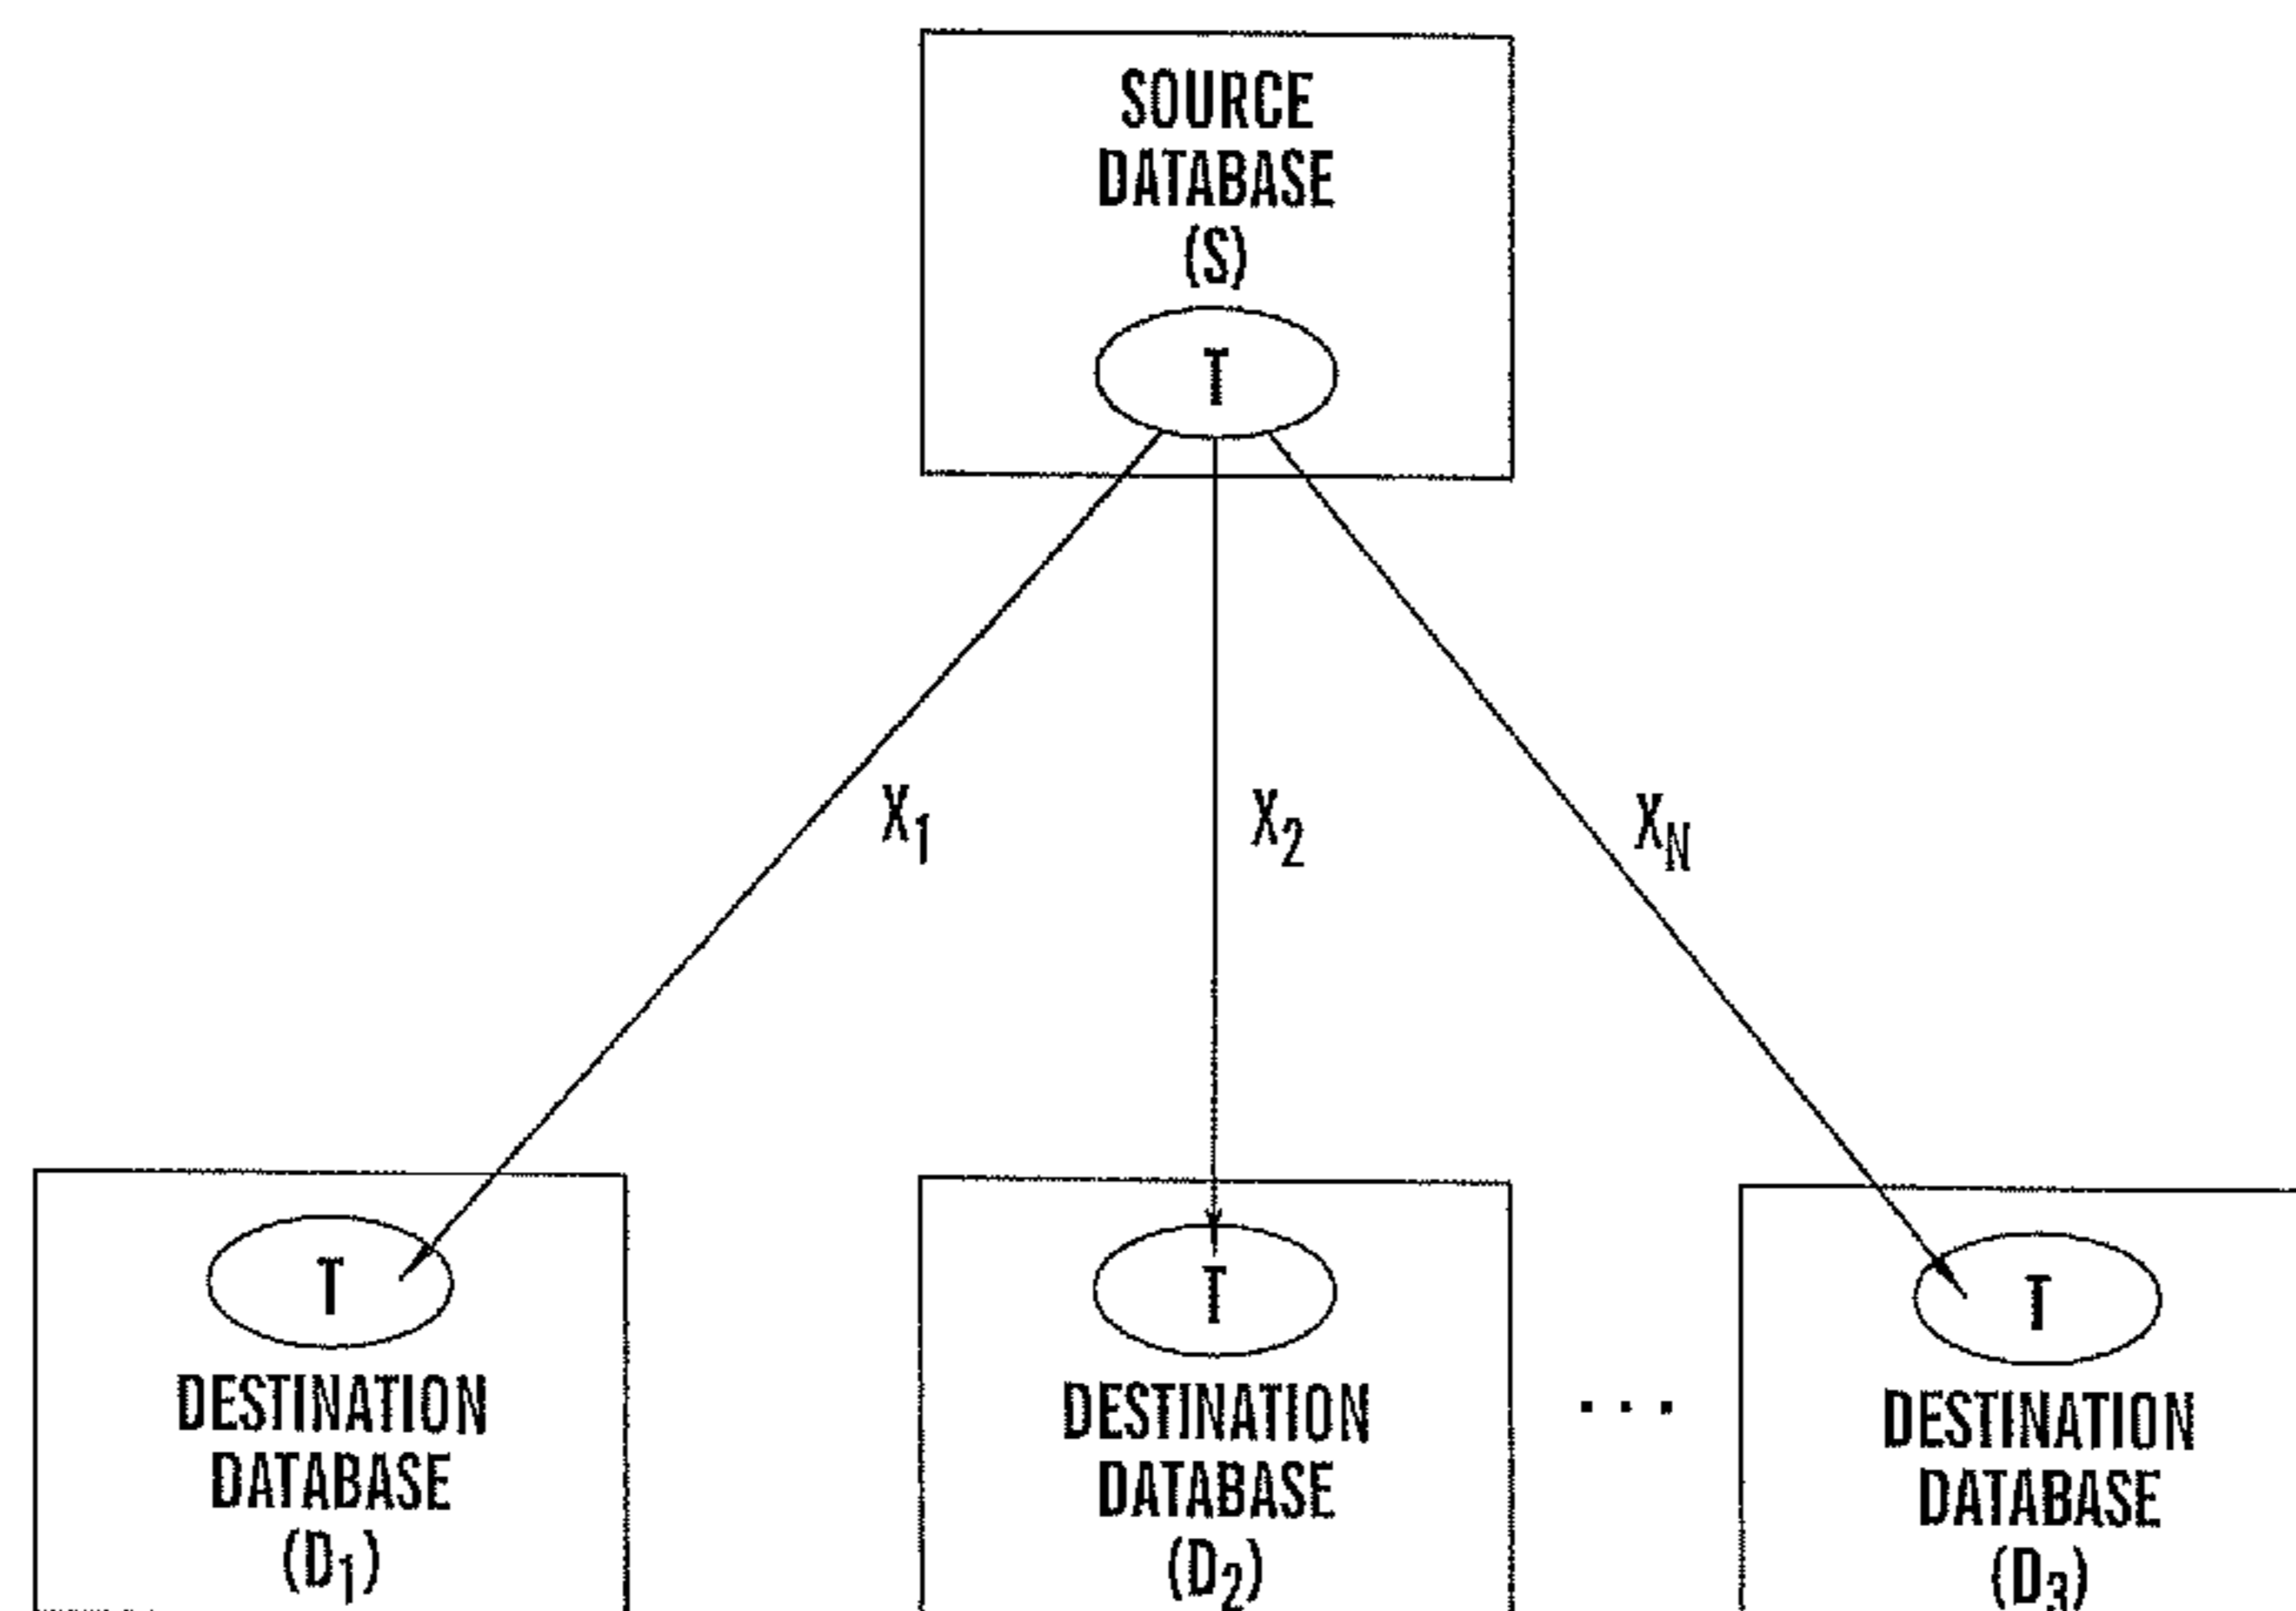 SOURCE
DATABASE
(S)
T
X1
X2
XN
T
T
T
DESTINATION
DATABASE
(D1)
DESTINATION
DATABASE
(D2)
. . .
DESTINATION
DATABASE
(D3)